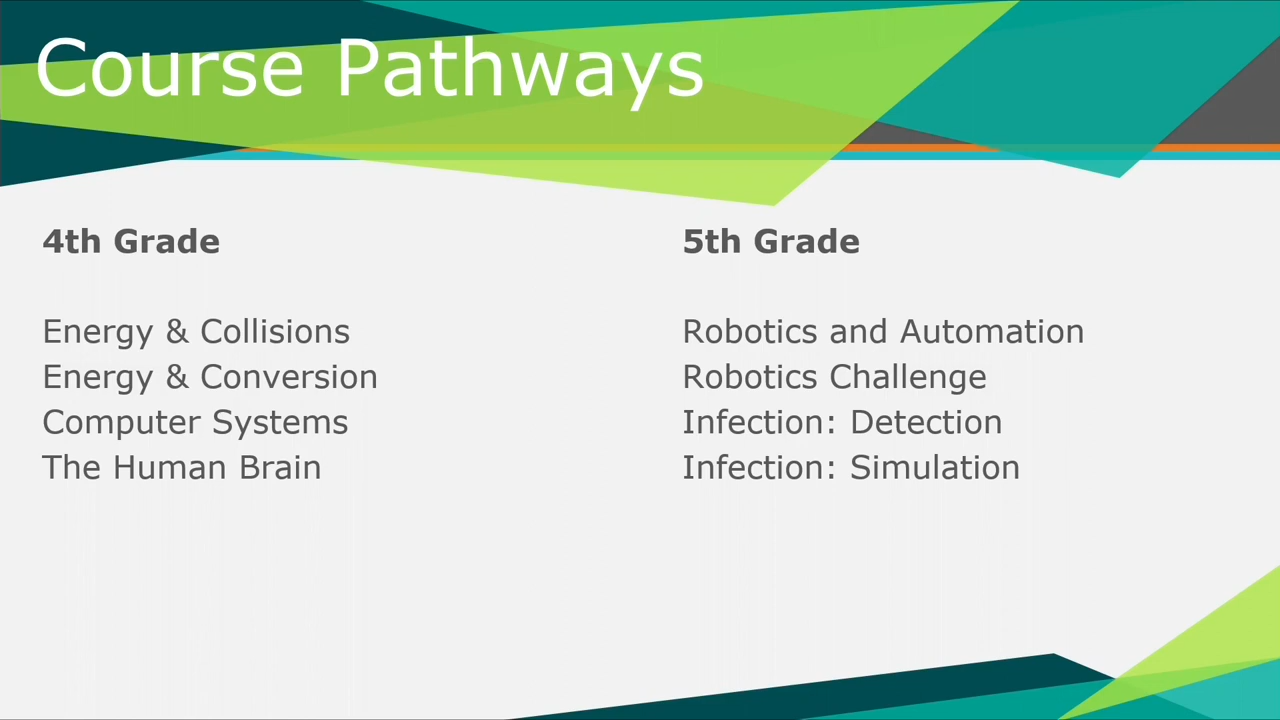 Course Pathways
4th Grade
Energy & Collisions
Energy & Conversion
Computer Systems
The Human Brain
5th Grade
Robotics and Automation
Robotics Challenge
Infection: Detection
Infection: Simulation